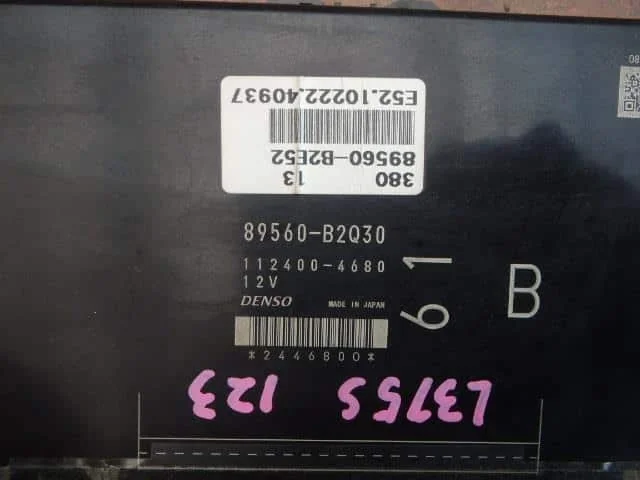 380
13
89560-B2E52
E52.10222.40937
89560-B2Q30
112400-4680
12V
DENSO MADE IN JAPAN
*2446800*
61
B
L375S 123